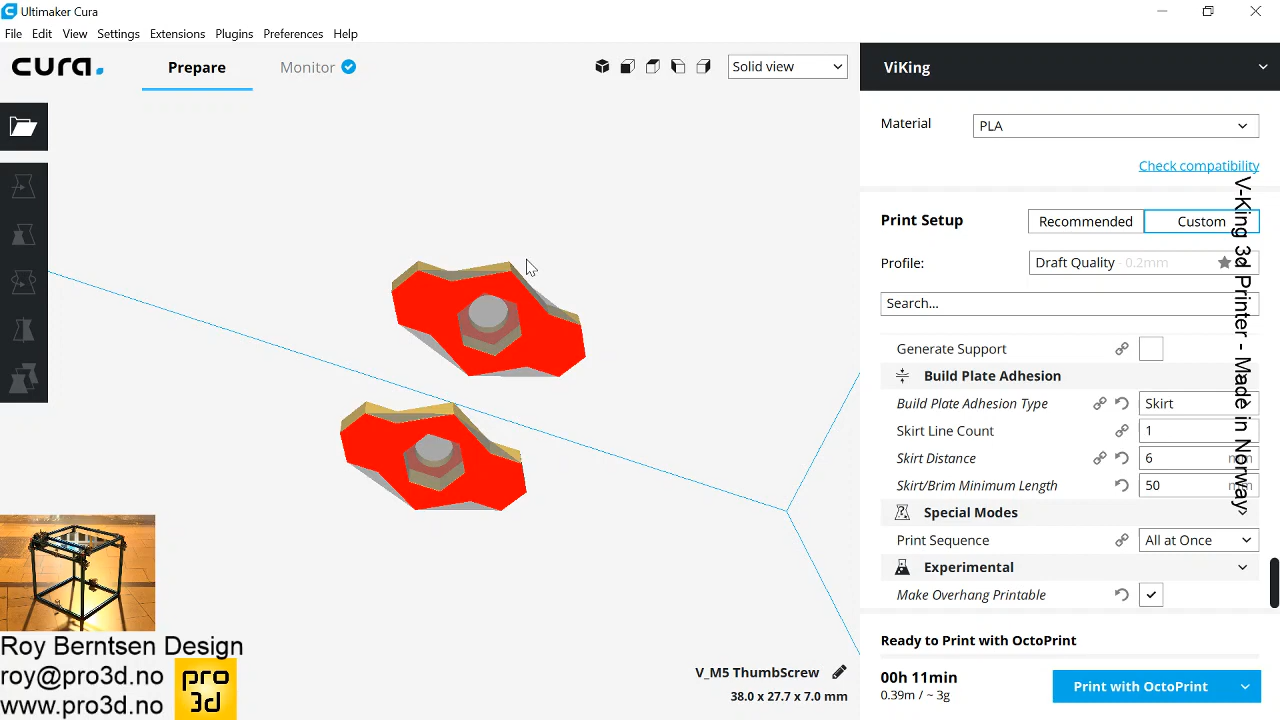 Ultimaker Cura
File Edit View Settings Extensions Plugins Preferences Help
cura.
Prepare
Monitor
Solid view
ViKing
Material
PLA
Check compatibility
Print Setup
Recommended
Custom
Profile:
Draft Quality - 0.2mm
Search...
Generate Support
Build Plate Adhesion
Build Plate Adhesion Type
Skirt
Skirt Line Count
1
Skirt Distance
6
mm
Skirt/Brim Minimum Length
50
mm
Special Modes
Print Sequence
All at Once
Experimental
Make Overhang Printable
V-King 3d Printer - Made in Norway
Ready to Print with OctoPrint
00h 11min
0.39m / ~ 3g
Print with OctoPrint
V_M5 ThumbScrew
38.0 x 27.7 x 7.0 mm
Roy Berntsen Design
roy@pro3d.no
www.pro3d.no
pro
3d